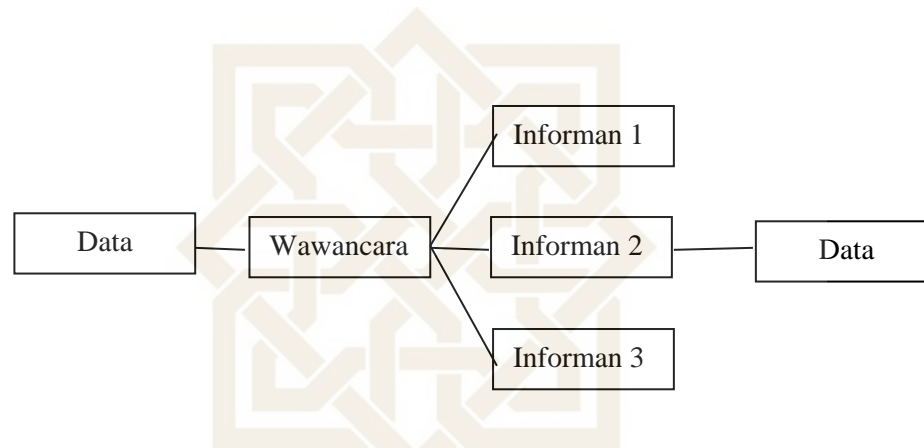 Informan 1
Data
Wawancara
Informan 2
Data
Informan 3